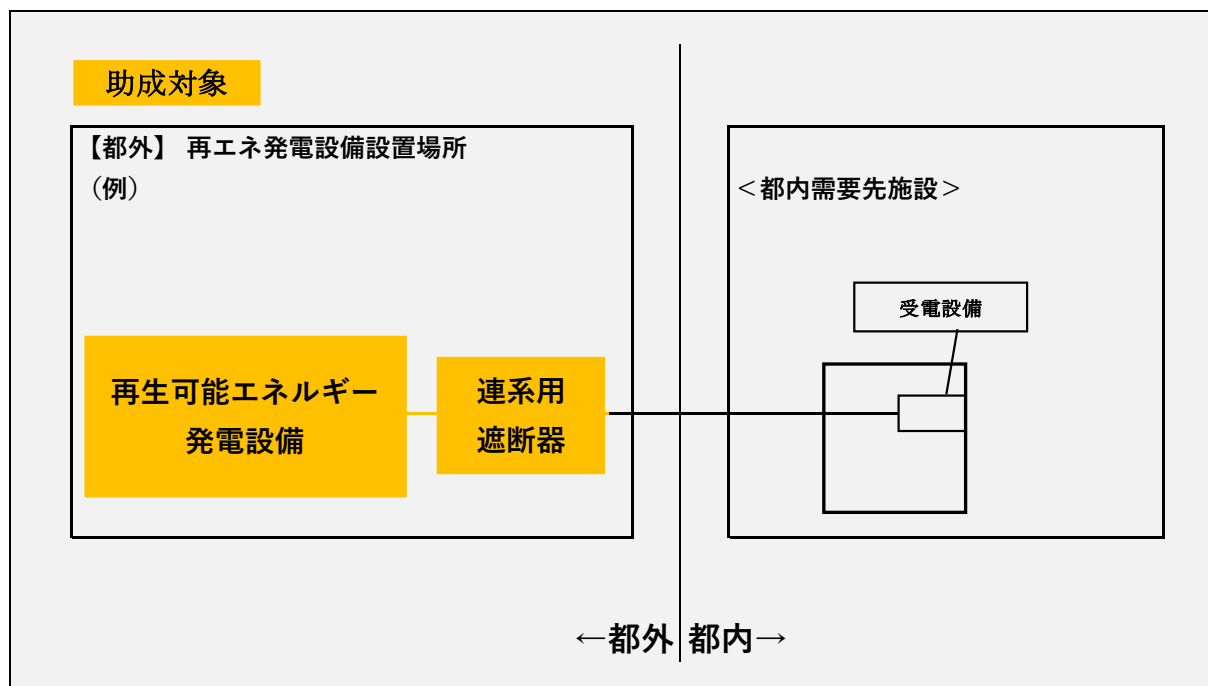 助成対象
【都外】 再エネ発電設備設置場所
（例）
再生可能エネルギー
発電設備
連系用
遮断器
＜都内需要先施設＞
受電設備
←都外
都内→